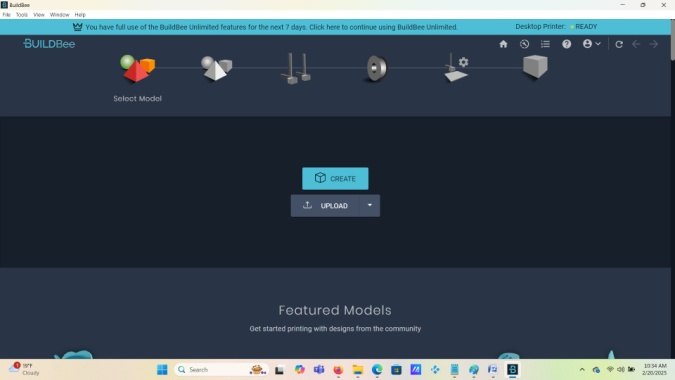 BuildBee
File Tools View Window Help
You have full use of the BuildBee Unlimited features for the next 7 days. Click here to continue using BuildBee Unlimited.
Desktop Printer: READY
BUILDBEE
Select Model
CREATE
UPLOAD
Featured Models
Get started printing with designs from the community
1
15°F
Cloudy
Search
10:34 AM
2/20/2025